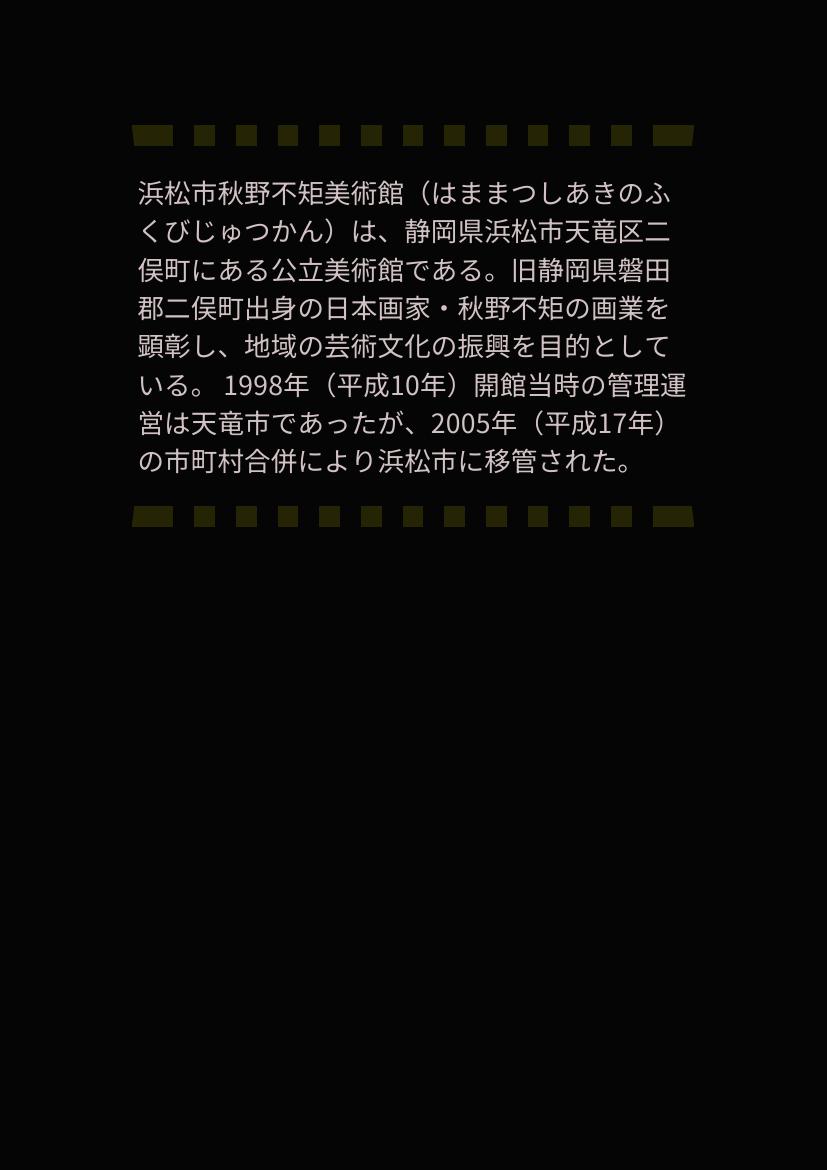 浜松市秋野不矩美術館（はままつしあきのふ
くびじゅつかん）は、静岡県浜松市天竜区二
俣町にある公立美術館である。旧静岡県磐田
郡二俣町出身の日本画家・秋野不矩の画業を
顕彰し、地域の芸術文化の振興を目的として
いる。 1998年（平成10年）開館当時の管理運
営は天竜市であったが、2005年（平成17年）
の市町村合併により浜松市に移管された。